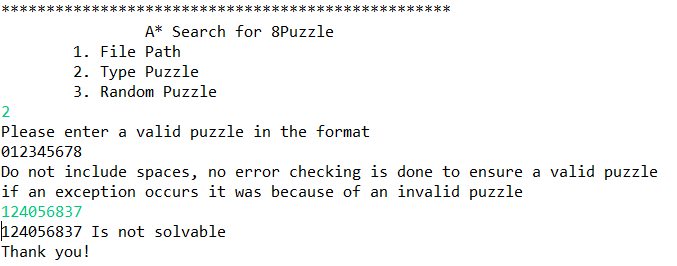 **************************************************
A* Search for 8Puzzle
1. File Path
2. Type Puzzle
3. Random Puzzle
2
Please enter a valid puzzle in the format
012345678
Do not include spaces, no error checking is done to ensure a valid puzzle
if an exception occurs it was because of an invalid puzzle
124056837
124056837 Is not solvable
Thank you!